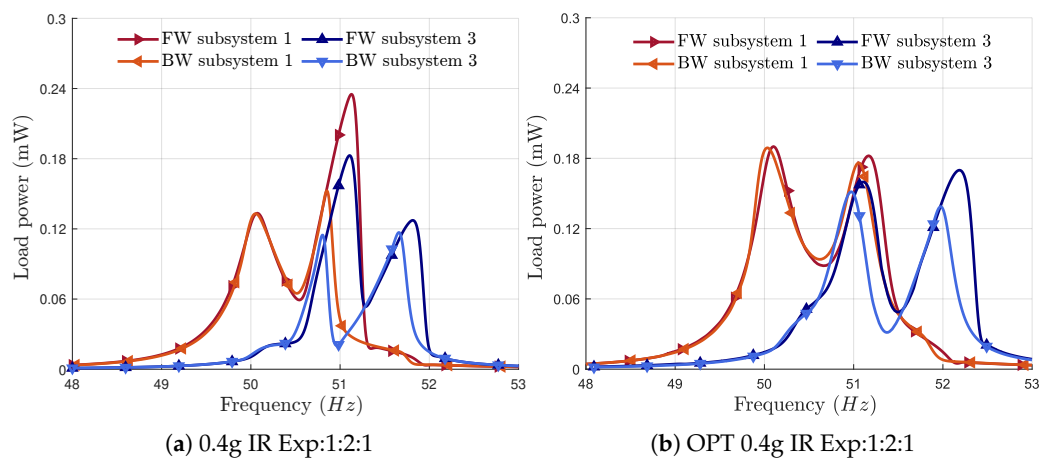 0.3
0.24
0.18
0.12
0.06
0
Load power (mW)
FW subsystem 1
BW subsystem 1
FW subsystem 3
BW subsystem 3
48 49 50 51 52 53
Frequency (Hz)
(a) 0.4g IR Exp:1:2:1
0.3
0.24
0.18
0.12
0.06
0
Load power (mW)
FW subsystem 1
BW subsystem 1
FW subsystem 3
BW subsystem 3
48 49 50 51 52 53
Frequency (Hz)
(b) OPT 0.4g IR Exp:1:2:1